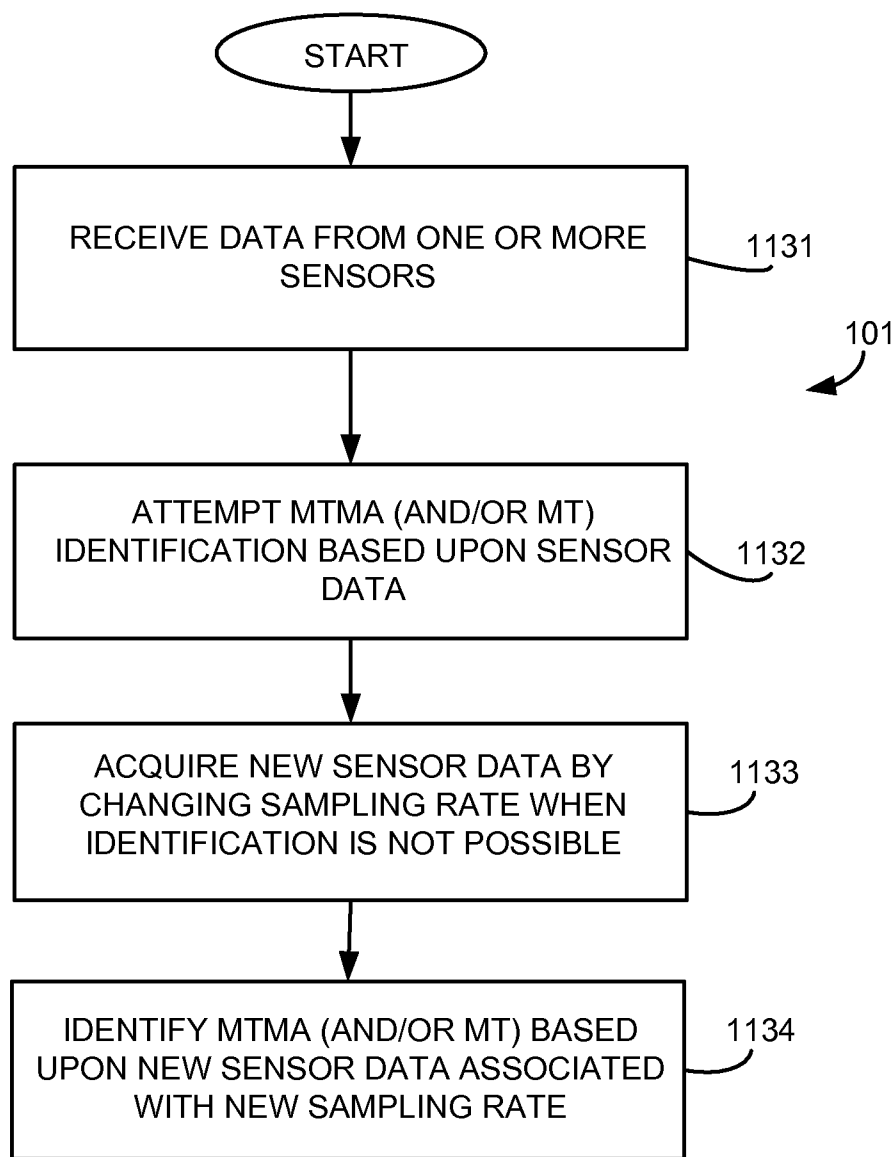 START
RECEIVE DATA FROM ONE OR MORE
SENSORS
1131
101
ATTEMPT MTMA (AND/OR MT)
IDENTIFICATION BASED UPON SENSOR
DATA
1132
ACQUIRE NEW SENSOR DATA BY
CHANGING SAMPLING RATE WHEN
IDENTIFICATION IS NOT POSSIBLE
1133
IDENTIFY MTMA (AND/OR MT) BASED
UPON NEW SENSOR DATA ASSOCIATED
WITH NEW SAMPLING RATE
1134